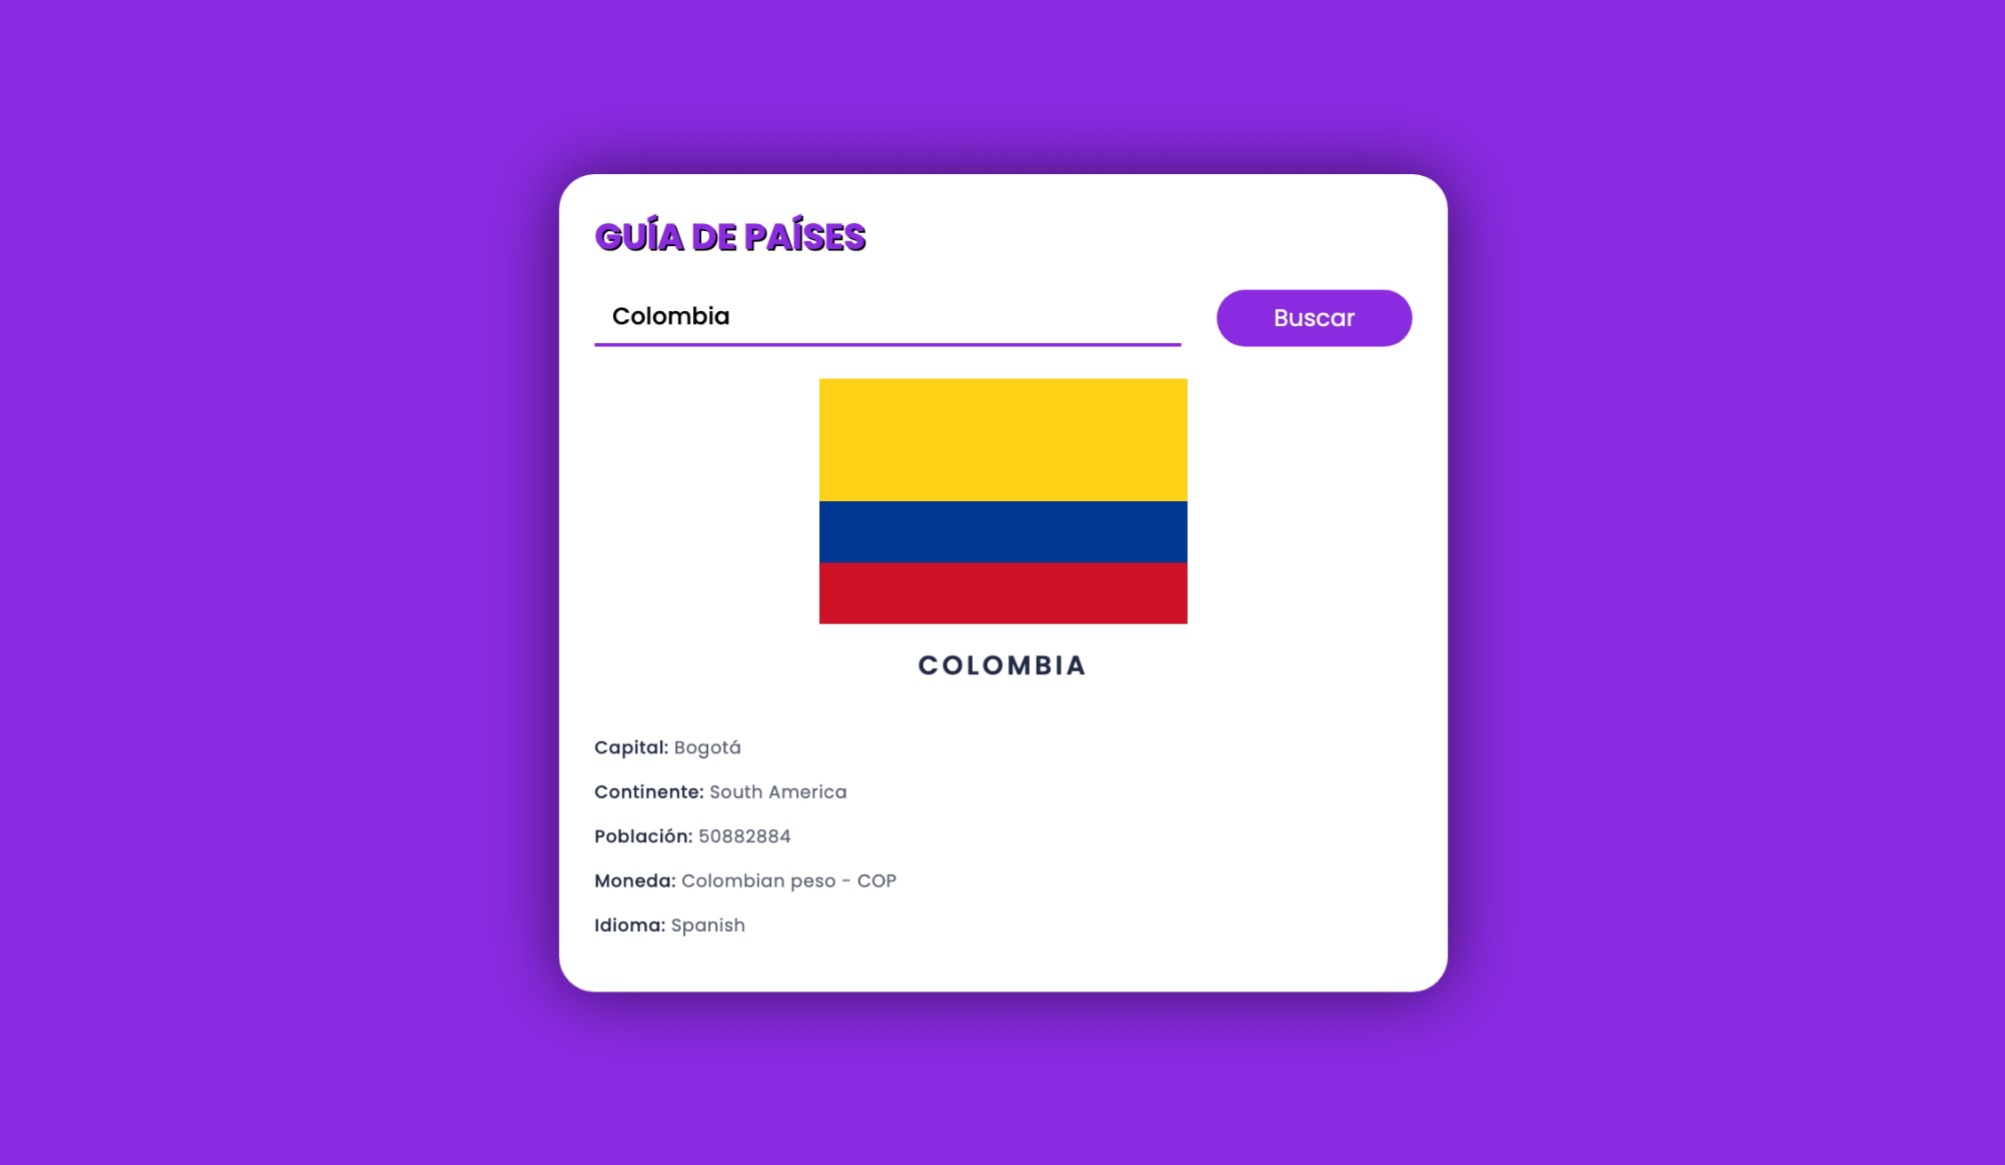 GUÍA DE PAÍSES
Colombia
Buscar
COLOMBIA
Capital: Bogotá
Continente: South America
Población: 50882884
Moneda: Colombian peso - COP
Idioma: Spanish